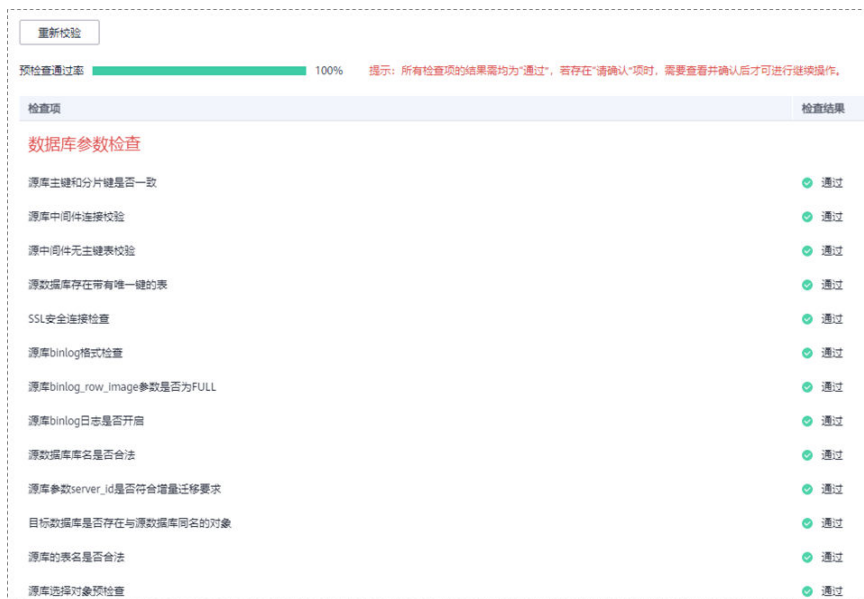 重新校验
预检查通过率 100% 提示：所有检查项的结果需均为“通过”，若存在“请确认”项时，需要查看并确认后才可进行继续操作。
检查项 检查结果
数据库参数检查
源库主键和分片键是否一致 通过
源库中间件连接校验 通过
源中间件无主键表校验 通过
源数据库存在带有唯一键的表 通过
SSL安全连接检查 通过
源库binlog格式检查 通过
源库binlog_row_image参数是否为FULL 通过
源库binlog日志是否开启 通过
源数据库库名是否合法 通过
源库参数server_id是否符合增量迁移要求 通过
目标数据库是否存在与源数据库同名的对象 通过
源库的表名是否合法 通过
源库选择对象预检查 通过